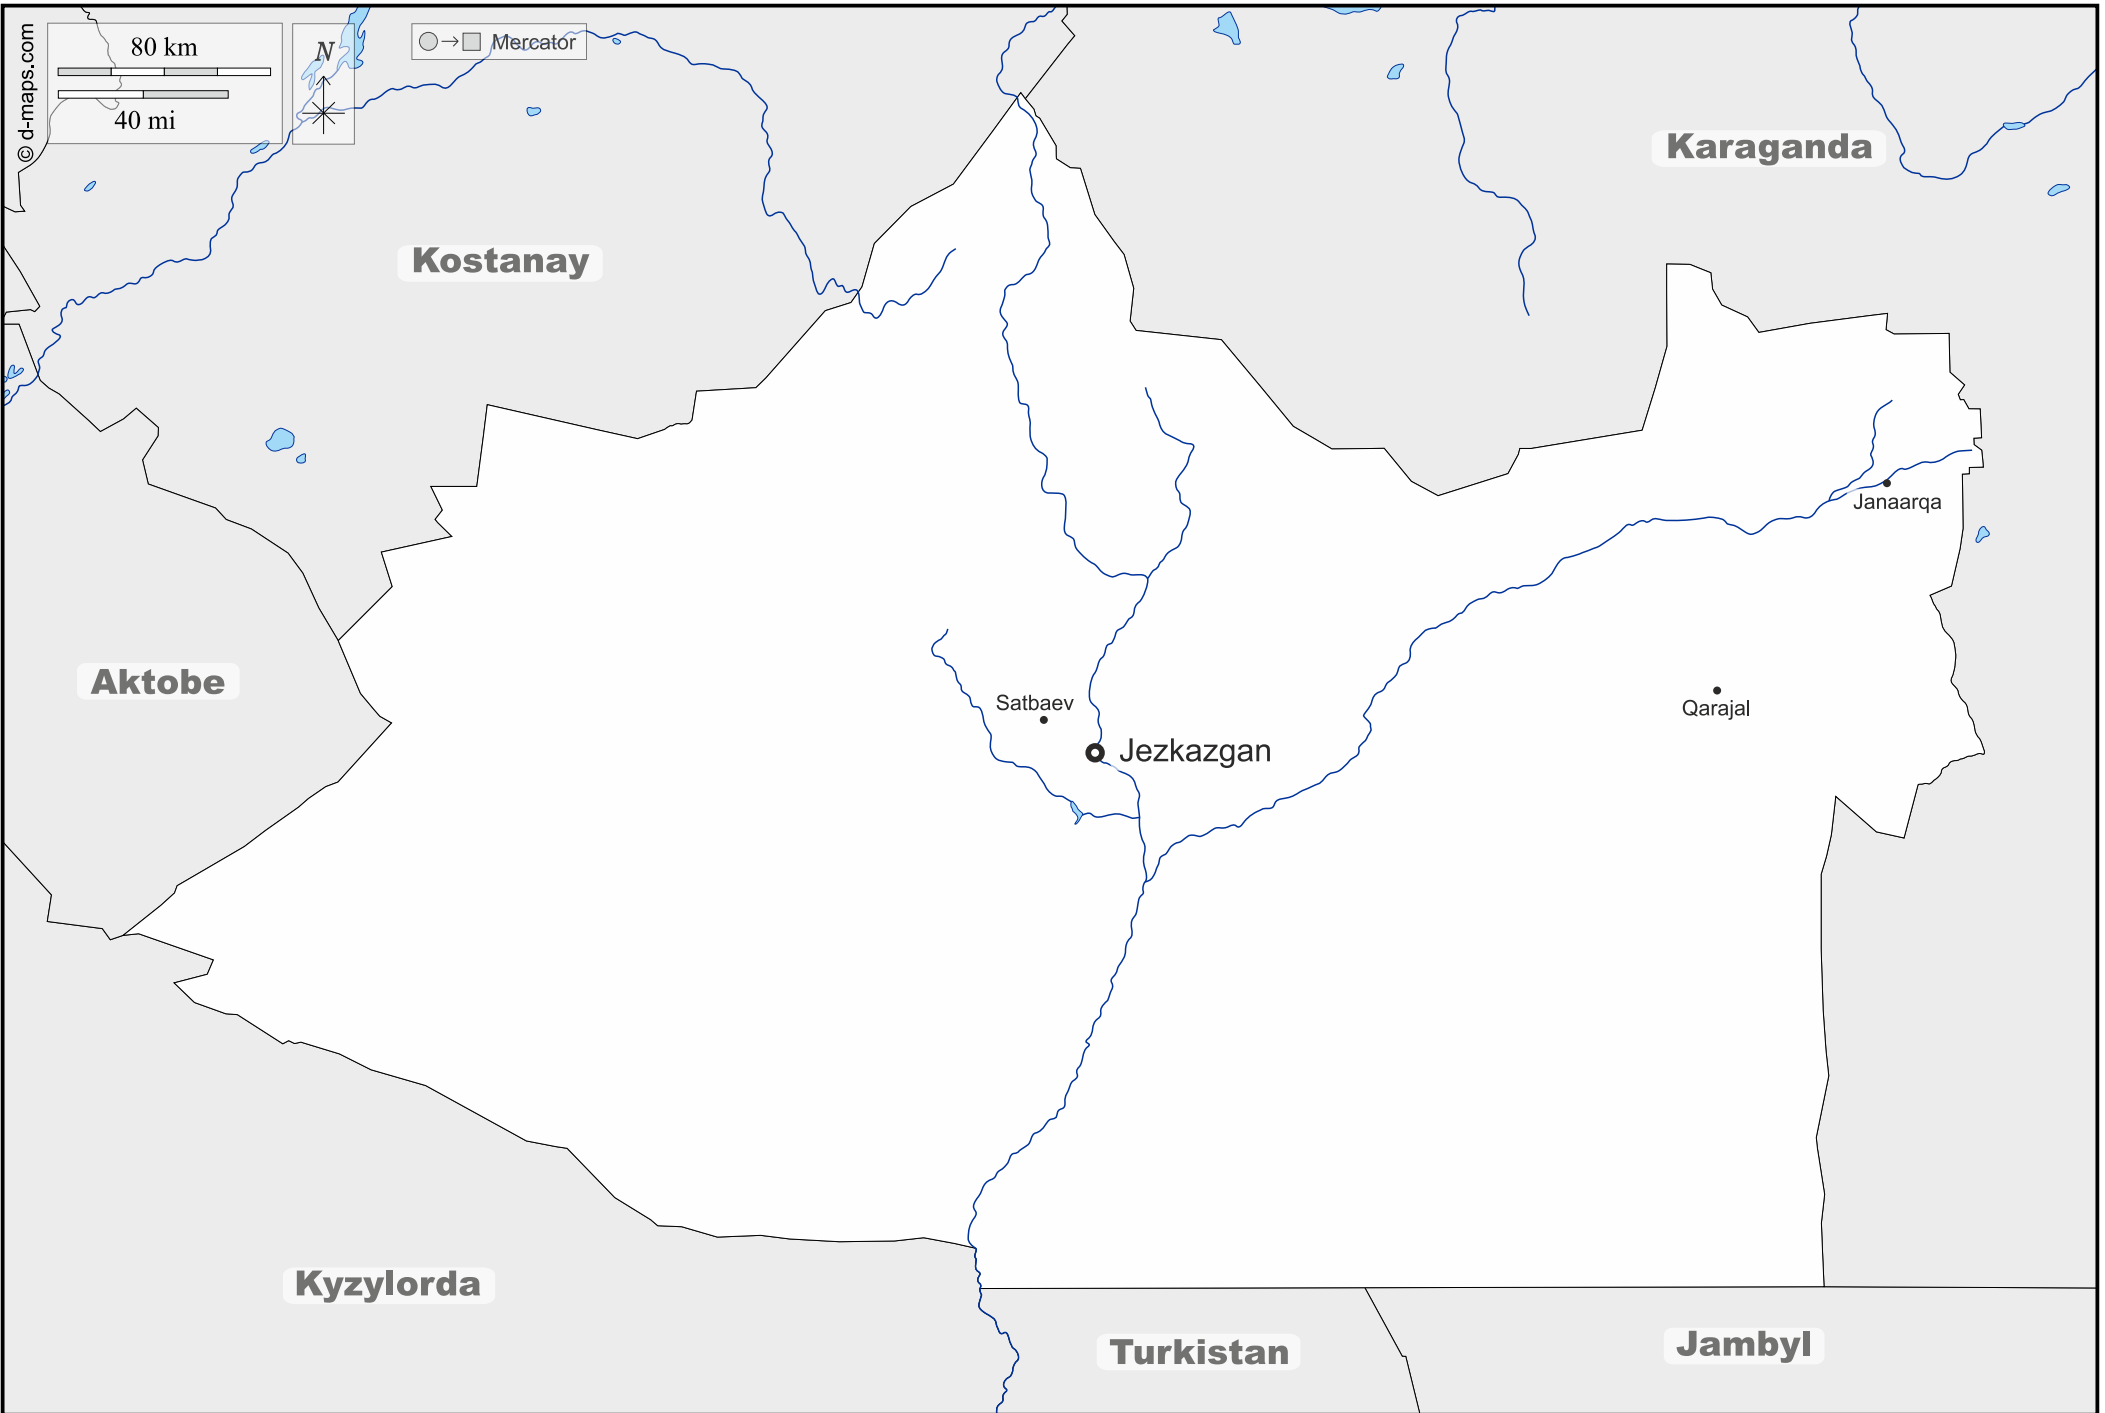 © d-maps.com
80 km
40 mi
N
Mercator
Karaganda
Kostanay
Janaarqa
Aktobe
Satbaev
Qarajal
Jezkazgan
Kyzylorda
Turkistan
Jambyl